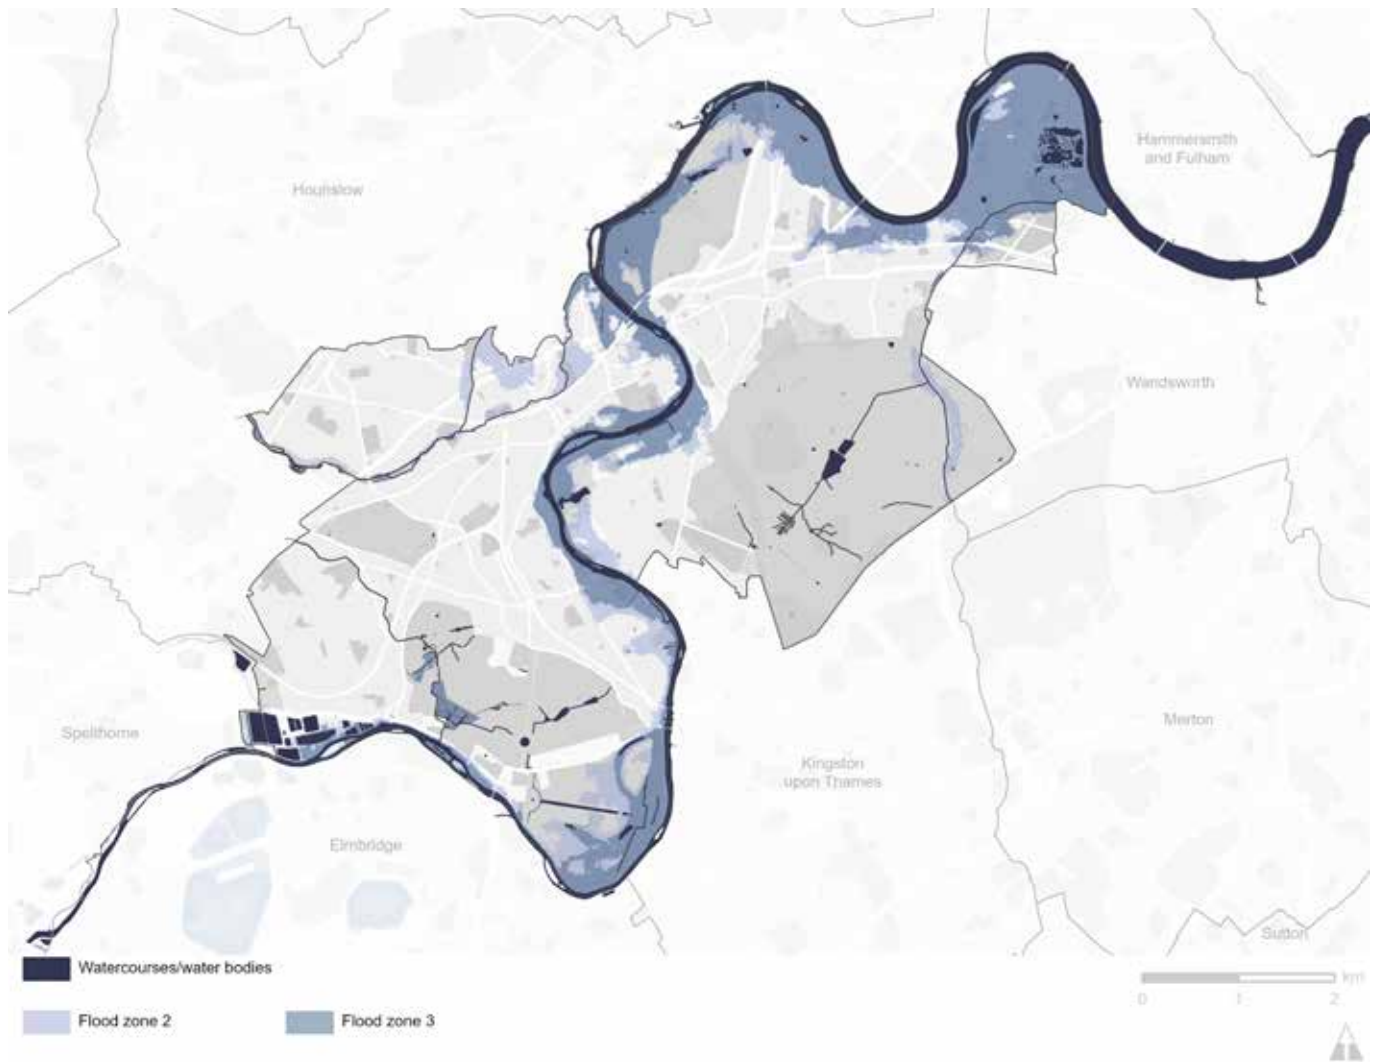 Hammersmith
and Fulham
Hounslow
Wandsworth
Spelthorne
Merton
Kingston
upon Thames
Elmbridge
Sutton
Watercourses/water bodies
km
0 1 2
Flood zone 2
Flood zone 3